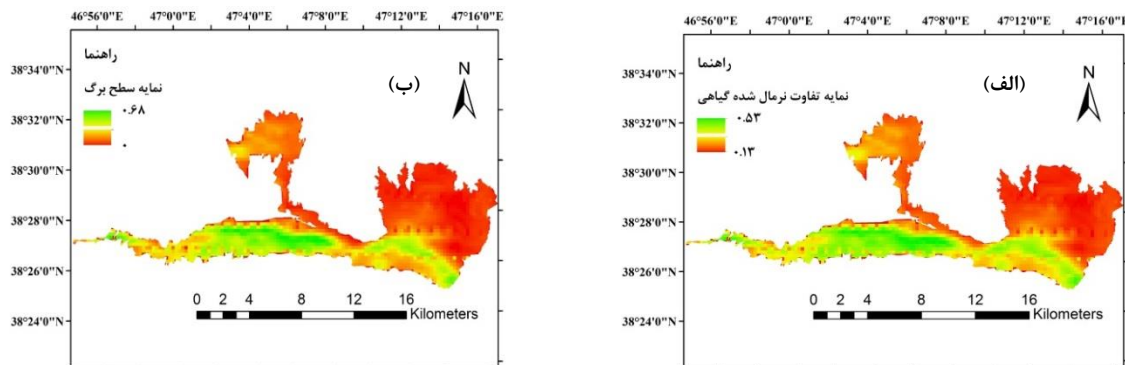 46°56'0"E 47°0'0"E 47°4'0"E 47°8'0"E 47°12'0"E 47°16'0"E
38°34'0"N
38°32'0"N
38°30'0"N
38°28'0"N
38°26'0"N
38°24'0"N
راهنما
(الف)
N
نمایه تفاوت نرمال شده گیاهی
۰.۵۳
۰.۱۳
0 2 4 8 12 16
Kilometers
46°56'0"E 47°0'0"E 47°4'0"E 47°8'0"E 47°12'0"E 47°16'0"E
38°34'0"N
38°32'0"N
38°30'0"N
38°28'0"N
38°26'0"N
38°24'0"N
راهنما
(ب)
N
نمایه سطح برگ
۰.۶۸
۰
0 2 4 8 12 16
Kilometers